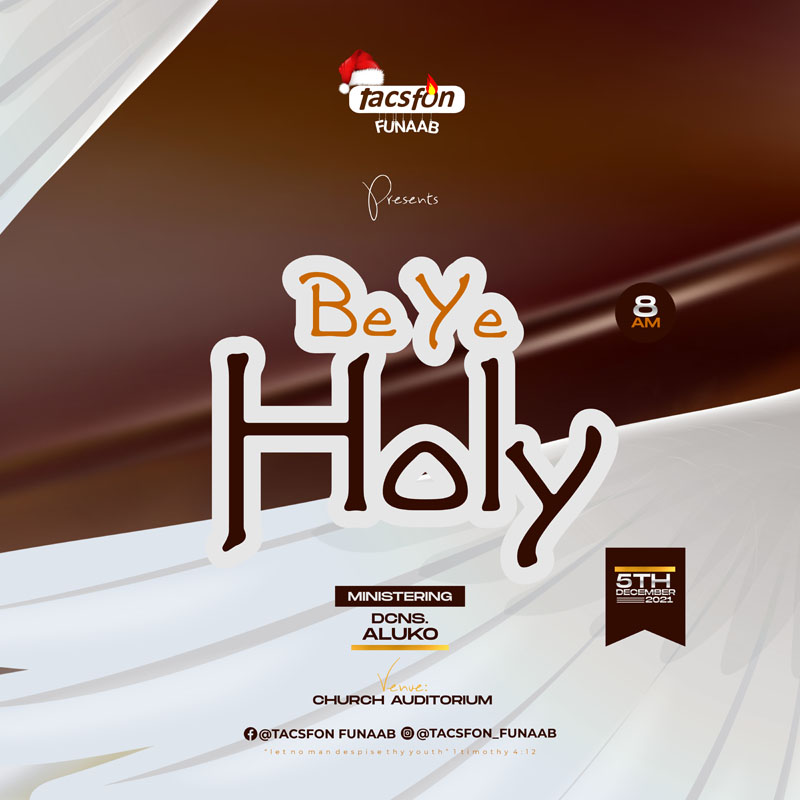 tacsfon
FUNAAB
Presents
Be Ye
Holy
8
AM
5TH
DECEMBER
2021
MINISTERING
DCNS.
ALUKO
Venue:
CHURCH AUDITORIUM
@TACSFON FUNAAB @TACSFON_FUNAAB
"let no man despise thy youth" 1 timothy 4:12